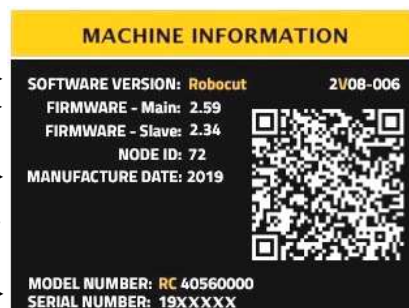 MACHINE INFORMATION
SOFTWARE VERSION: Robocut 2V08-006
FIRMWARE - Main: 2.59
FIRMWARE - Slave: 2.34
NODE ID: 72
MANUFACTURE DATE: 2019
MODEL NUMBER: RC 40560000
SERIAL NUMBER: 19XXXXX